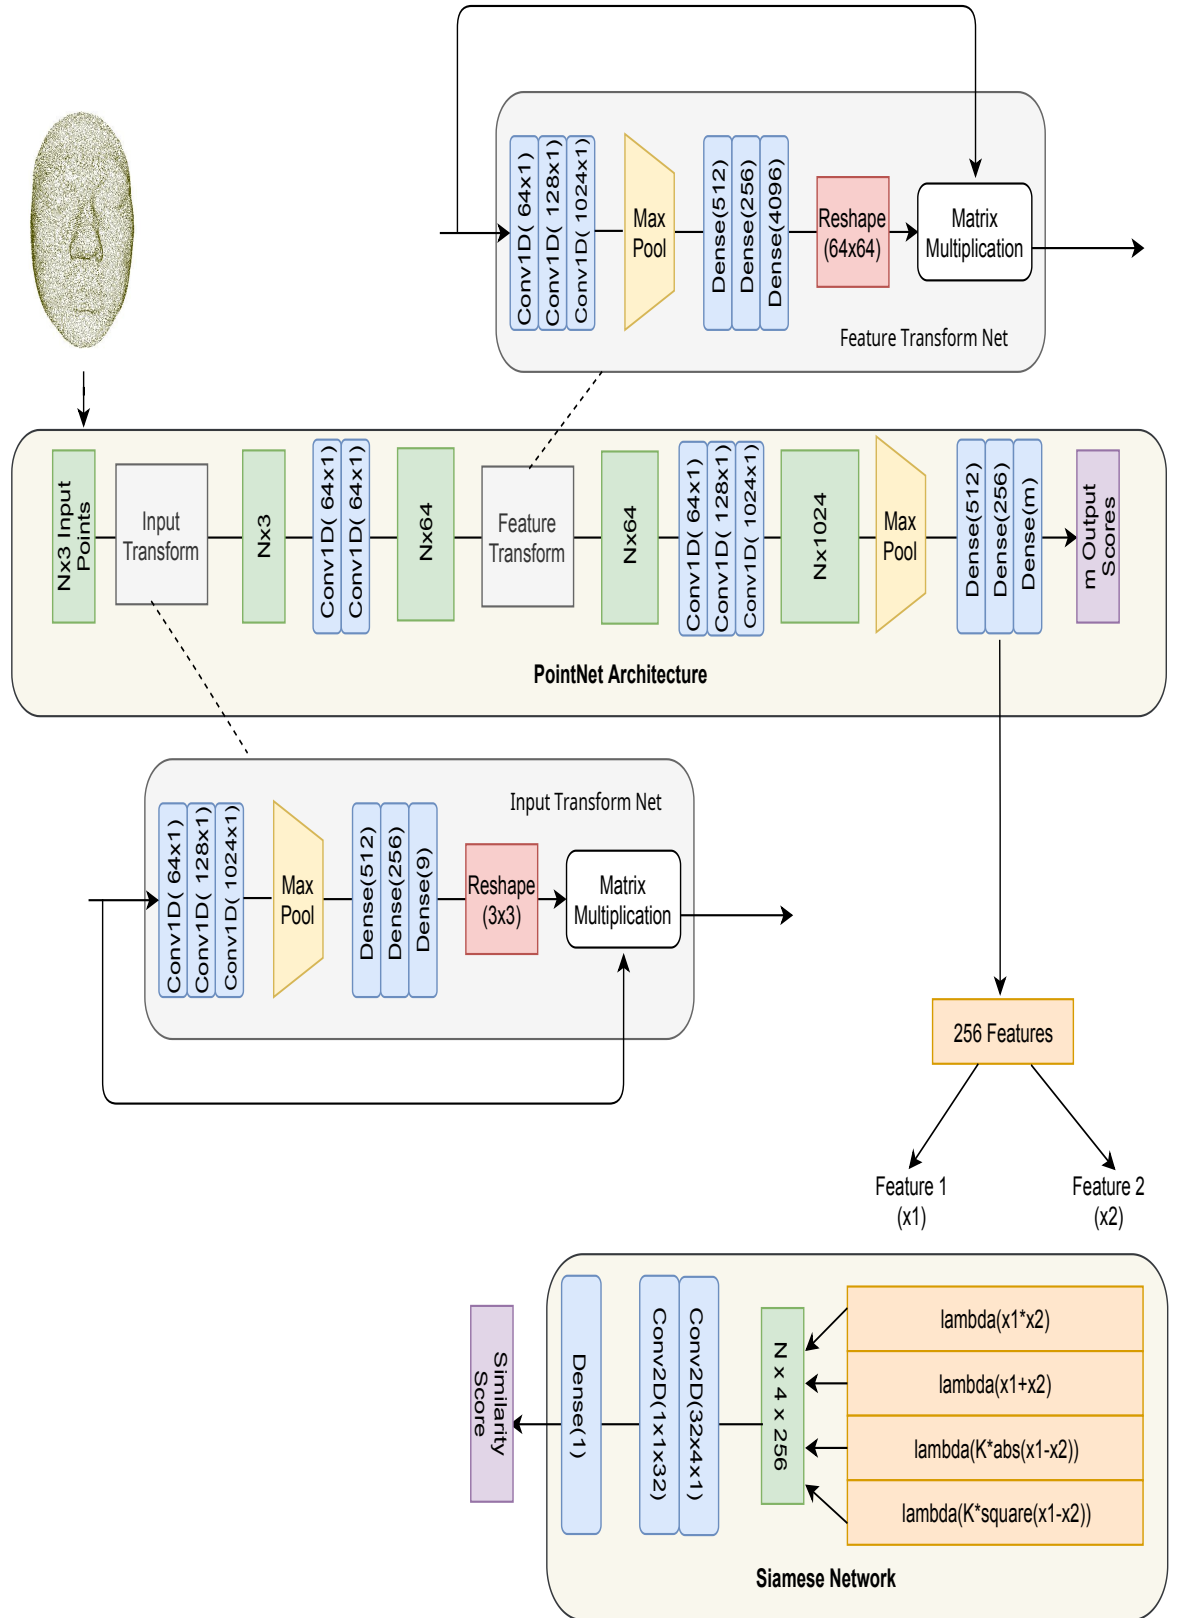 Conv1D( 64x1)
Conv1D( 128x1)
Conv1D( 1024x1)
Max
Pool
Dense(512)
Dense(256)
Dense(4096)
Reshape
(64x64)
Matrix
Multiplication
Feature Transform Net
Nx3 Input
Points
Input
Transform
Nx3
Conv1D( 64x1)
Conv1D( 64x1)
Nx64
Feature
Transform
Nx64
Conv1D( 64x1)
Conv1D( 128x1)
Conv1D( 1024x1)
Nx1024
Max
Pool
Dense(512)
Dense(256)
Dense(m)
m Output
Scores
PointNet Architecture
Input Transform Net
Conv1D( 64x1)
Conv1D( 128x1)
Conv1D( 1024x1)
Max
Pool
Dense(512)
Dense(256)
Dense(9)
Reshape
(3x3)
Matrix
Multiplication
256 Features
Feature 1
(x1)
Feature 2
(x2)
Similarity
Score
Dense(1)
Conv2D(1x1x32)
Conv2D(32x4x1)
N x 4 x 256
lambda(x1*x2)
lambda(x1+x2)
lambda(K*abs(x1-x2))
lambda(K*square(x1-x2))
Siamese Network